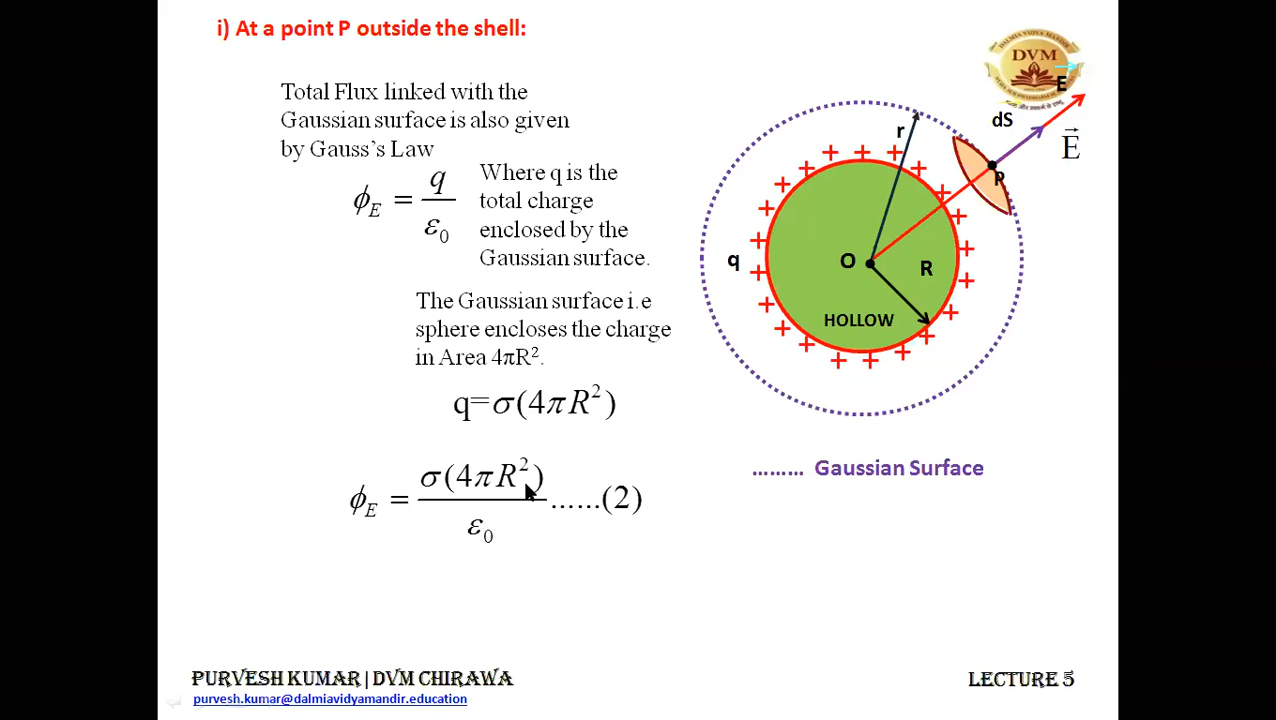 i) At a point P outside the shell:
Total Flux linked with the
Gaussian surface is also given
by Gauss's Law
ϕ_E = q/ε₀
Where q is the
total charge
enclosed by the
Gaussian surface.
The Gaussian surface i.e
sphere encloses the charge
in Area 4πR².
q=σ(4πR²)
ϕ_E = σ(4πR²)/ε₀ ......(2)
DVM
E
dS
E⃗
r
P
q
O
R
HOLLOW
......... Gaussian Surface
PURVESH KUMAR|DVM CHIRAWA
LECTURE 5
purvesh.kumar@dalmiavidyamandir.education